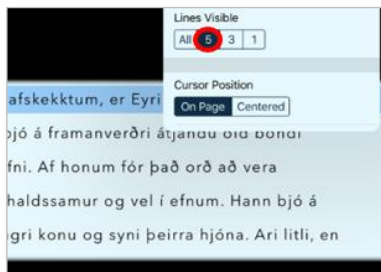 Lines Visible
All 5 3 1
Cursor Position
On Page Centered
afskekktum, er Eyri
bjó á framanverðri átjándu öld bóndi
fni. Af honum fór það orð að vera
haldssamur og vel í efnum. Hann bjó á
gri konu og syni þeirra hjóna. Ari litli, en